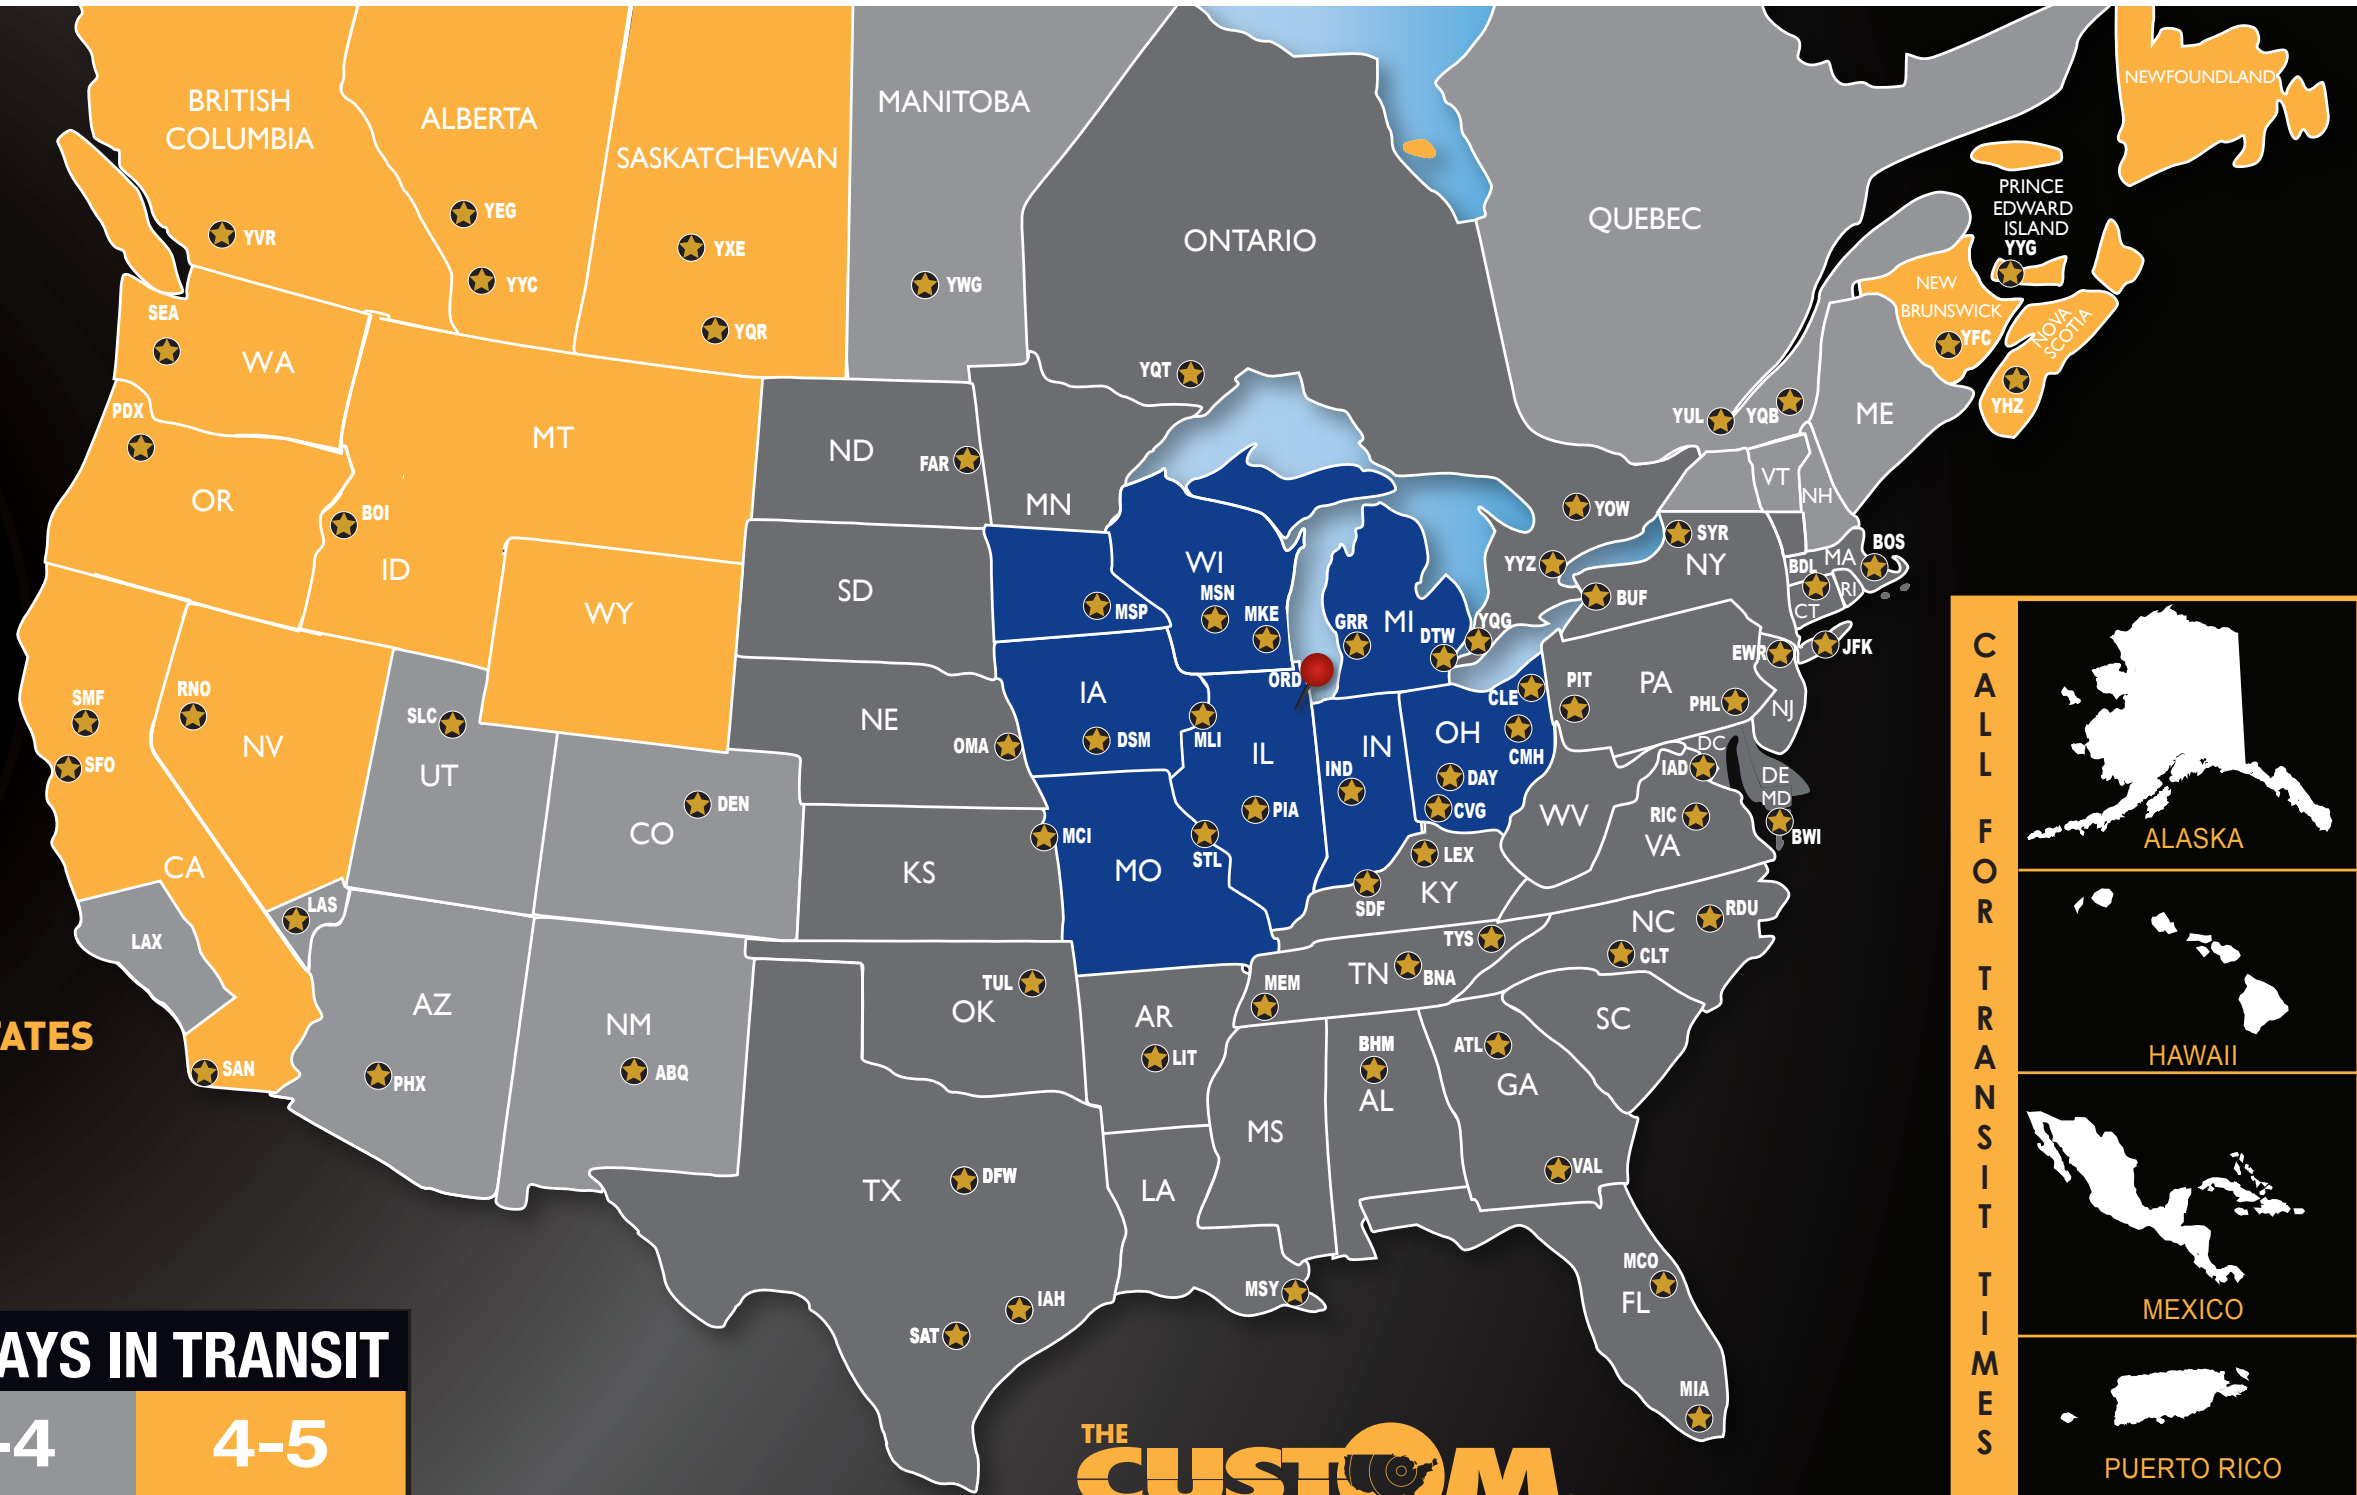 BRITISH
COLUMBIA
ALBERTA
SASKATCHEWAN
MANITOBA
ONTARIO
QUEBEC
NEWFOUNDLAND
PRINCE
EDWARD
ISLAND
YYG
NEW
BRUNSWICK
YFC
NOVA
SCOTIA
YHZ
YVR
YEG
YYC
YXE
YQR
YWG
YQT
YUL
YQB
YOW
YYZ
YQG
SEA
WA
PDX
OR
BOI
ID
MT
WY
ND
FAR
MN
SD
MSP
WI
MSN
MKE
GRR
MI
DTW
SYR
NY
BUF
VT
NH
ME
BOS
MA
BDL
RI
CT
JFK
EWR
PIT
PA
PHL
NJ
ORD
SMF
SFO
RNO
NV
CA
SLC
UT
DEN
CO
NE
OMA
IA
DSM
MLI
IL
PIA
IN
IND
OH
CLE
CMH
DAY
CVG
DC
IAD
DE
MD
BWI
WV
RIC
VA
KS
MCI
MO
STL
LEX
KY
SDF
LAS
LAX
SAN
AZ
PHX
NM
ABQ
TUL
OK
AR
LIT
TYS
TN
BNA
MEM
NC
RDU
CLT
SC
ATL
GA
VAL
BHM
AL
MS
LA
MSY
TX
DFW
IAH
SAT
MCO
FL
MIA
ATES
AYS IN TRANSIT
-4
4-5
THE
CUSTOM
CALL FOR TRANSIT TIMES
ALASKA
HAWAII
MEXICO
PUERTO RICO